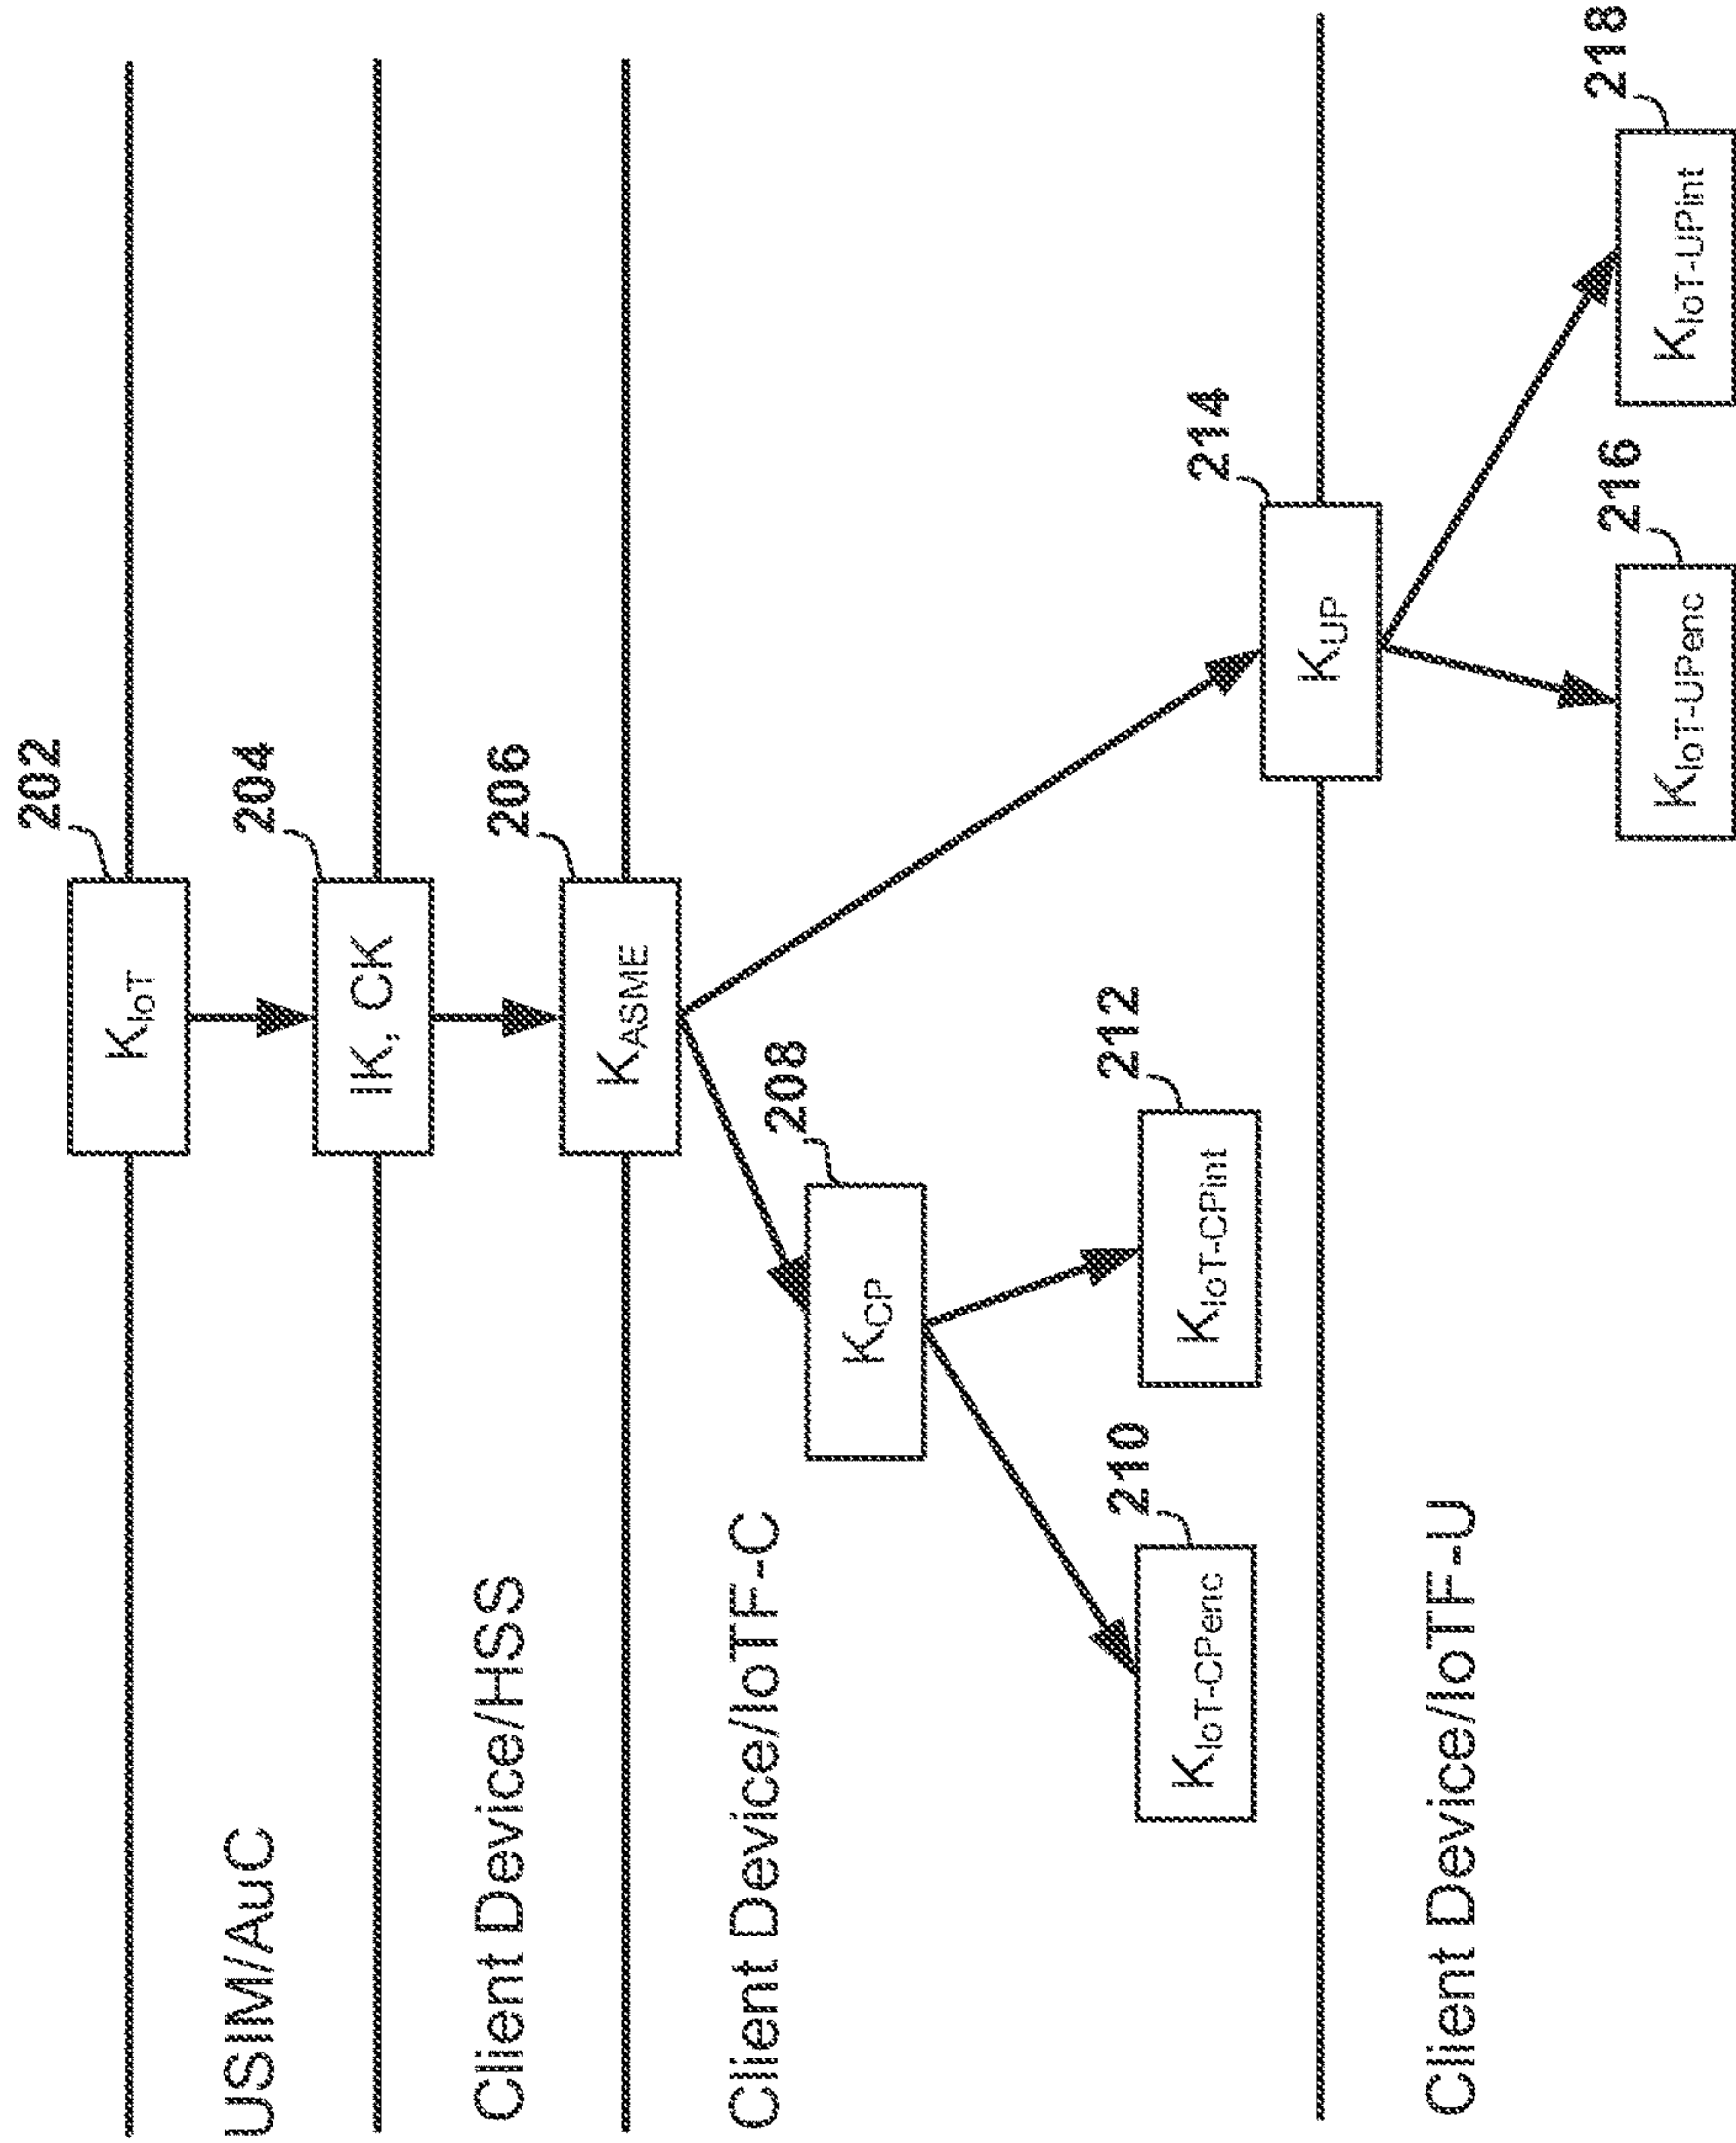 202
K_IoT
USIM/AuC
204
IK, CK
Client Device/HSS
206
K_ASME
Client Device/IoTF-C
208
K_CP
210
K_IoT-CPenc
212
K_IoT-CPint
214
K_UP
Client Device/IoTF-U
216
K_IoT-UPenc
218
K_IoT-UPint